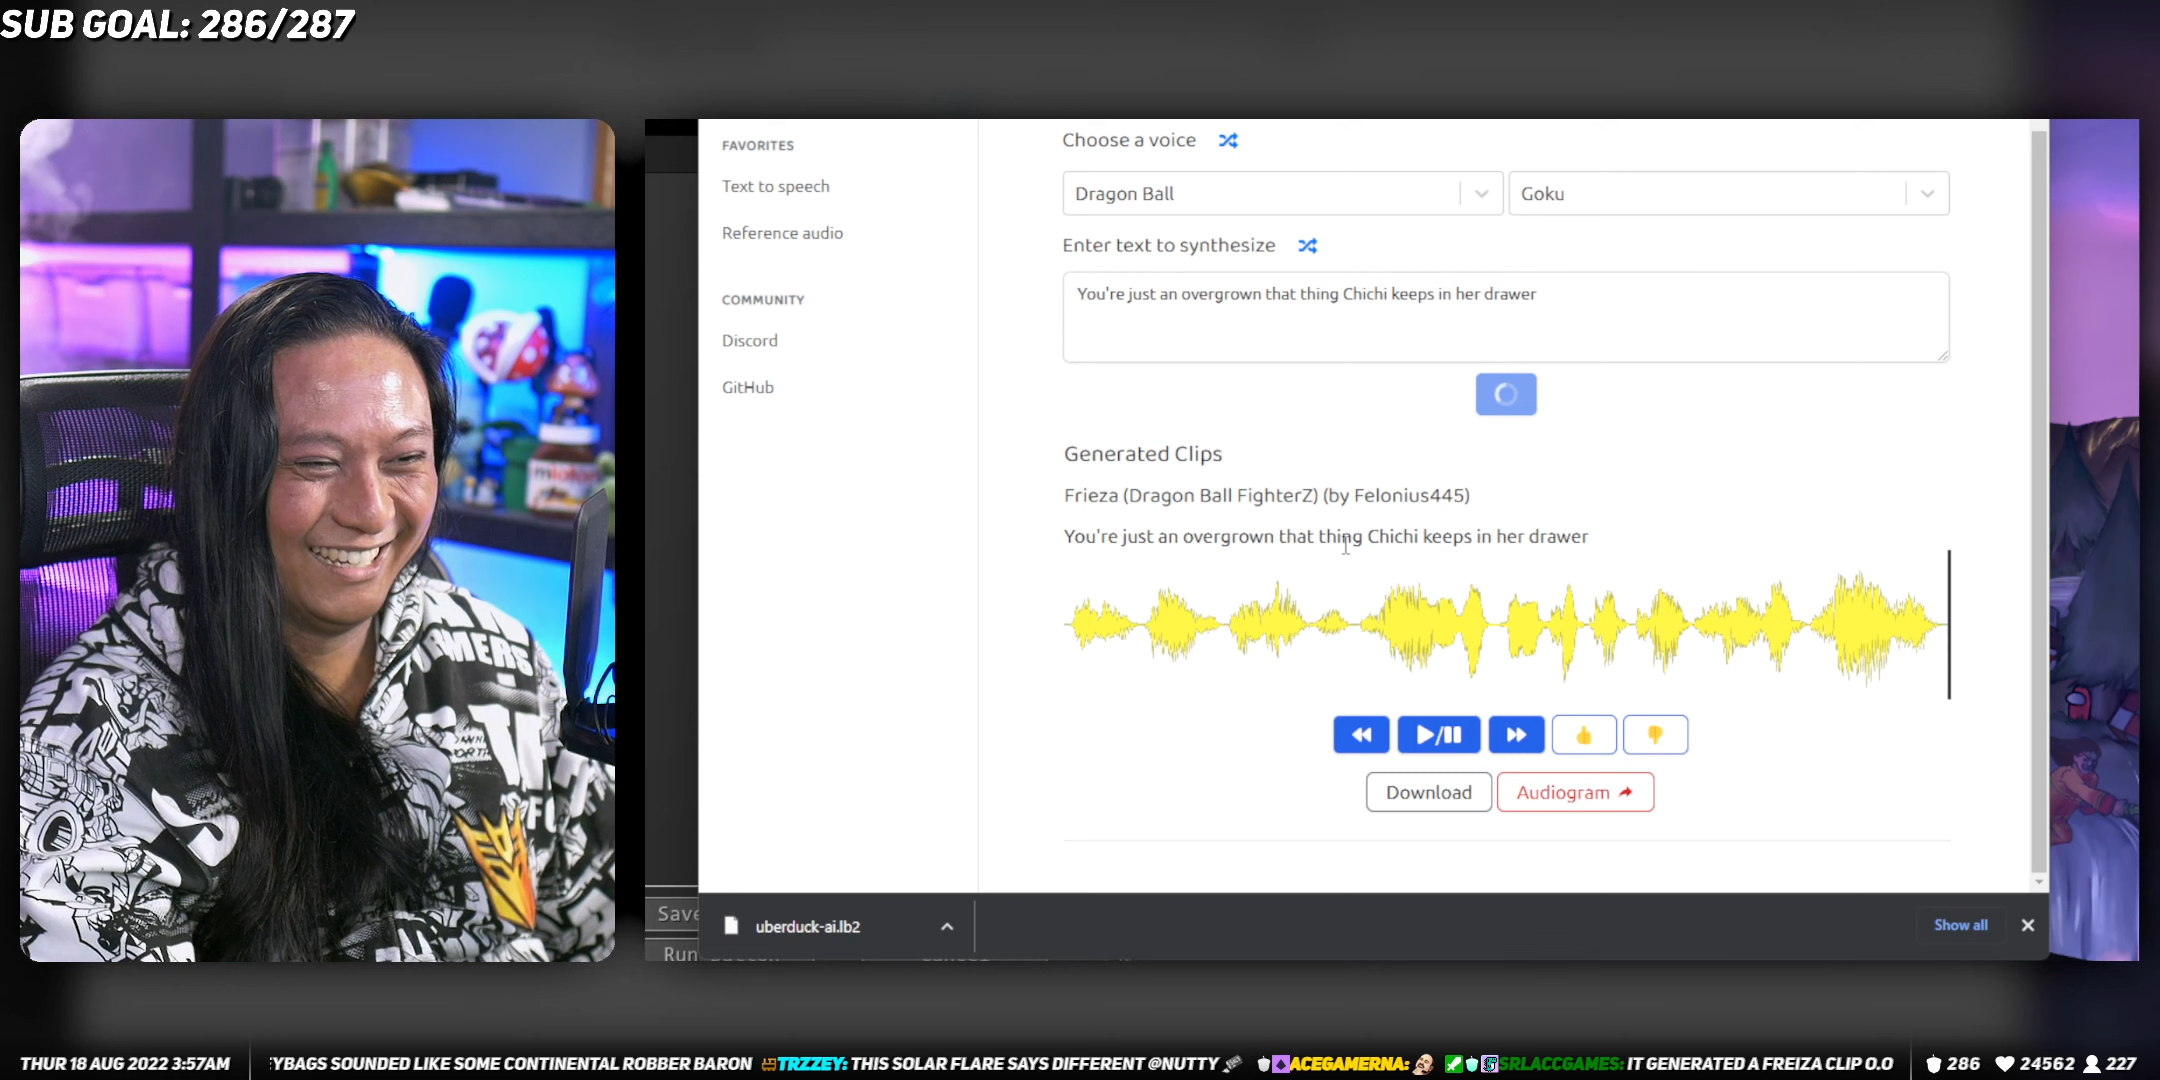 SUB GOAL: 286/287
FAVORITES
Text to speech
Reference audio
COMMUNITY
Discord
GitHub
Choose a voice
Dragon Ball
Goku
Enter text to synthesize
You're just an overgrown that thing Chichi keeps in her drawer
Generated Clips
Frieza (Dragon Ball FighterZ) (by Felonius445)
You're just an overgrown that thing Chichi keeps in her drawer
Download
Audiogram
Save
uberduck-ai.lb2
Show all
Run
THUR 18 AUG 2022 3:57AM
YBAGS SOUNDED LIKE SOME CONTINENTAL ROBBER BARON TRZZEY: THIS SOLAR FLARE SAYS DIFFERENT @NUTTY ACEGAMERNA: SRLACCGAMES: IT GENERATED A FREIZA CLIP O.O
286 24562 227